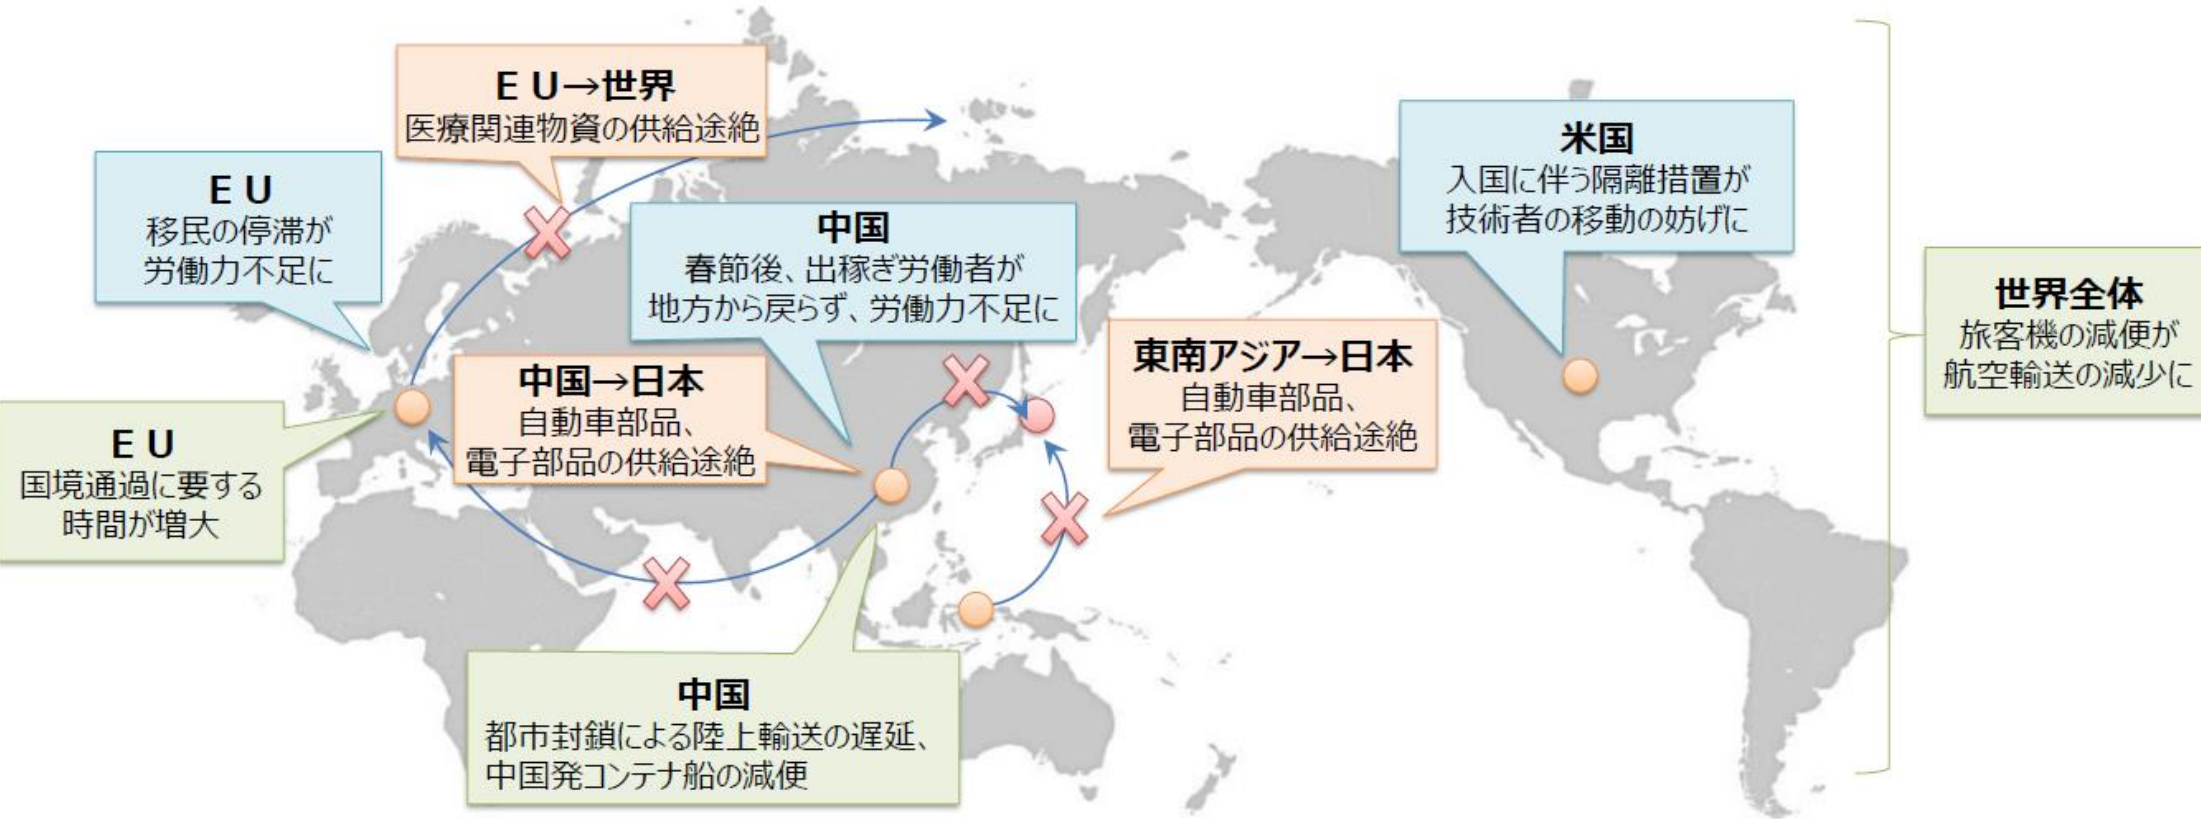 ＥＵ→世界
医療関連物資の供給途絶
ＥＵ
移民の停滞が
労働力不足に
中国
春節後、出稼ぎ労働者が
地方から戻らず、労働力不足に
米国
入国に伴う隔離措置が
技術者の移動の妨げに
世界全体
旅客機の減便が
航空輸送の減少に
ＥＵ
国境通過に要する
時間が増大
中国→日本
自動車部品、
電子部品の供給途絶
東南アジア→日本
自動車部品、
電子部品の供給途絶
中国
都市封鎖による陸上輸送の遅延、
中国発コンテナ船の減便